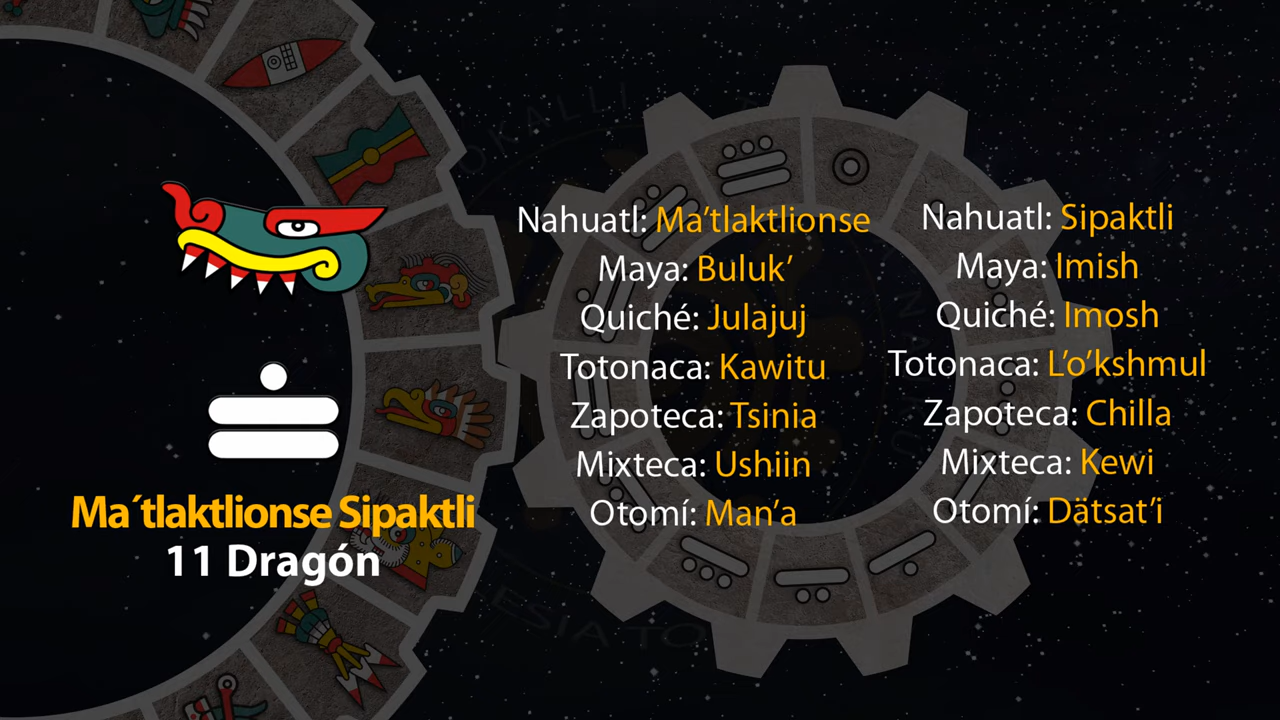 Ma´tlaktlionse Sipaktli
11 Dragón
Nahuatl: Ma’tlaktlionse
Maya: Buluk’
Quiché: Julajuj
Totonaca: Kawitu
Zapoteca: Tsinia
Mixteca: Ushiin
Otomí: Man’a
Nahuatl: Sipaktli
Maya: Imish
Quiché: Imosh
Totonaca: L’o’kshmul
Zapoteca: Chilla
Mixteca: Kewi
Otomí: Dätsat’i